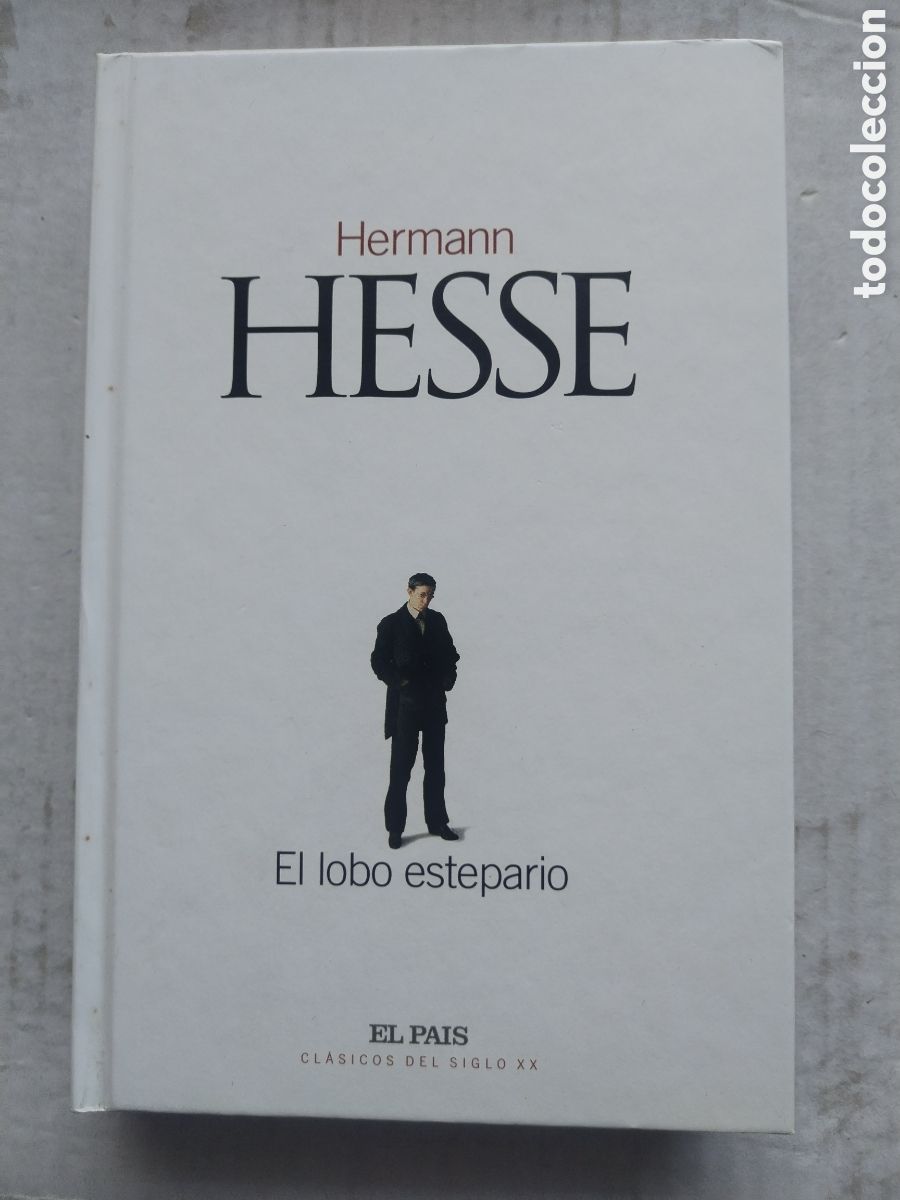 Hermann
HESSE
El lobo estepario
EL PAIS
CLÁSICOS DEL SIGLO XX
todocoleccion